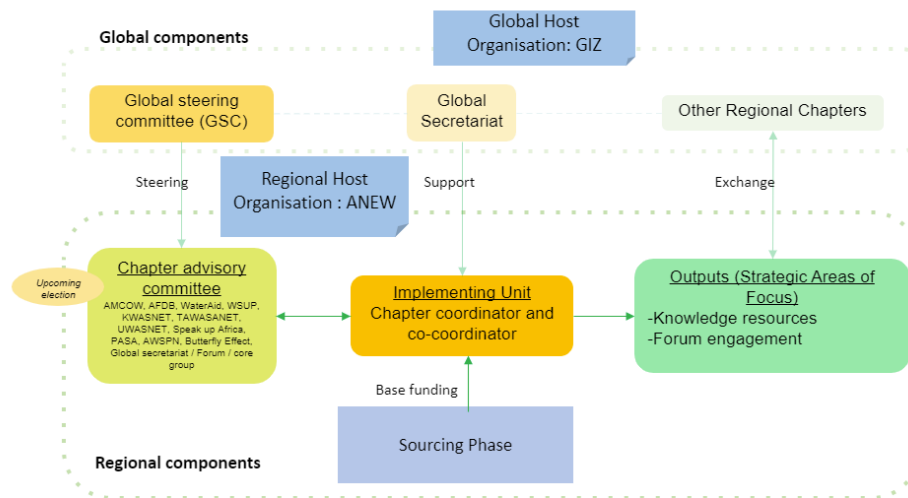 Global components
Global Host
Organisation: GIZ
Global steering
committee (GSC)
Global
Secretariat
Other Regional Chapters
Steering
Regional Host
Organisation : ANEW
Support
Exchange
Upcoming
election
Chapter advisory
committee
AMCOW, AFDB, WaterAid, WSUP,
KWASNET, TAWASANET,
UWASNET, Speak up Africa,
PASA, AWSPN, Butterfly Effect,
Global secretariat / Forum / core
group
Implementing Unit
Chapter coordinator and
co-coordinator
Outputs (Strategic Areas of
Focus)
-Knowledge resources
-Forum engagement
Base funding
Sourcing Phase
Regional components